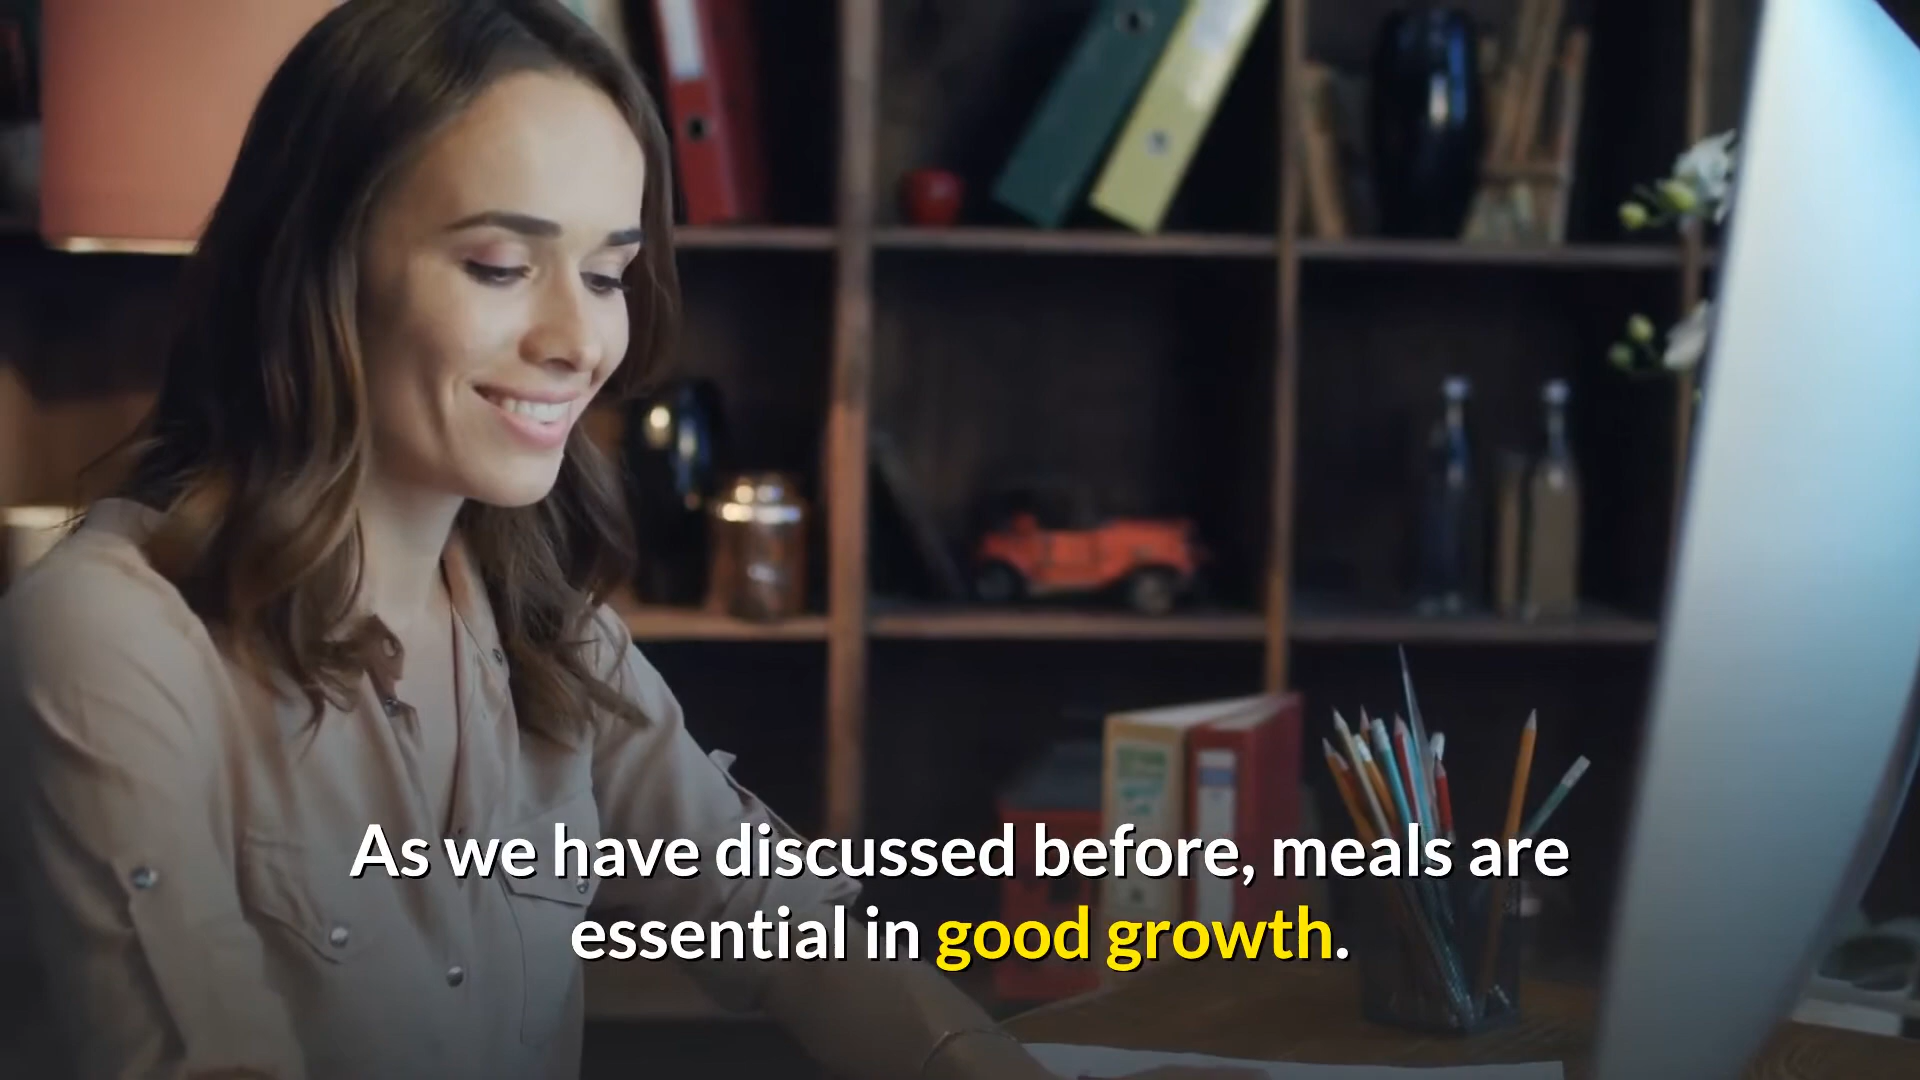 As we have discussed before, meals are
essential in good growth.